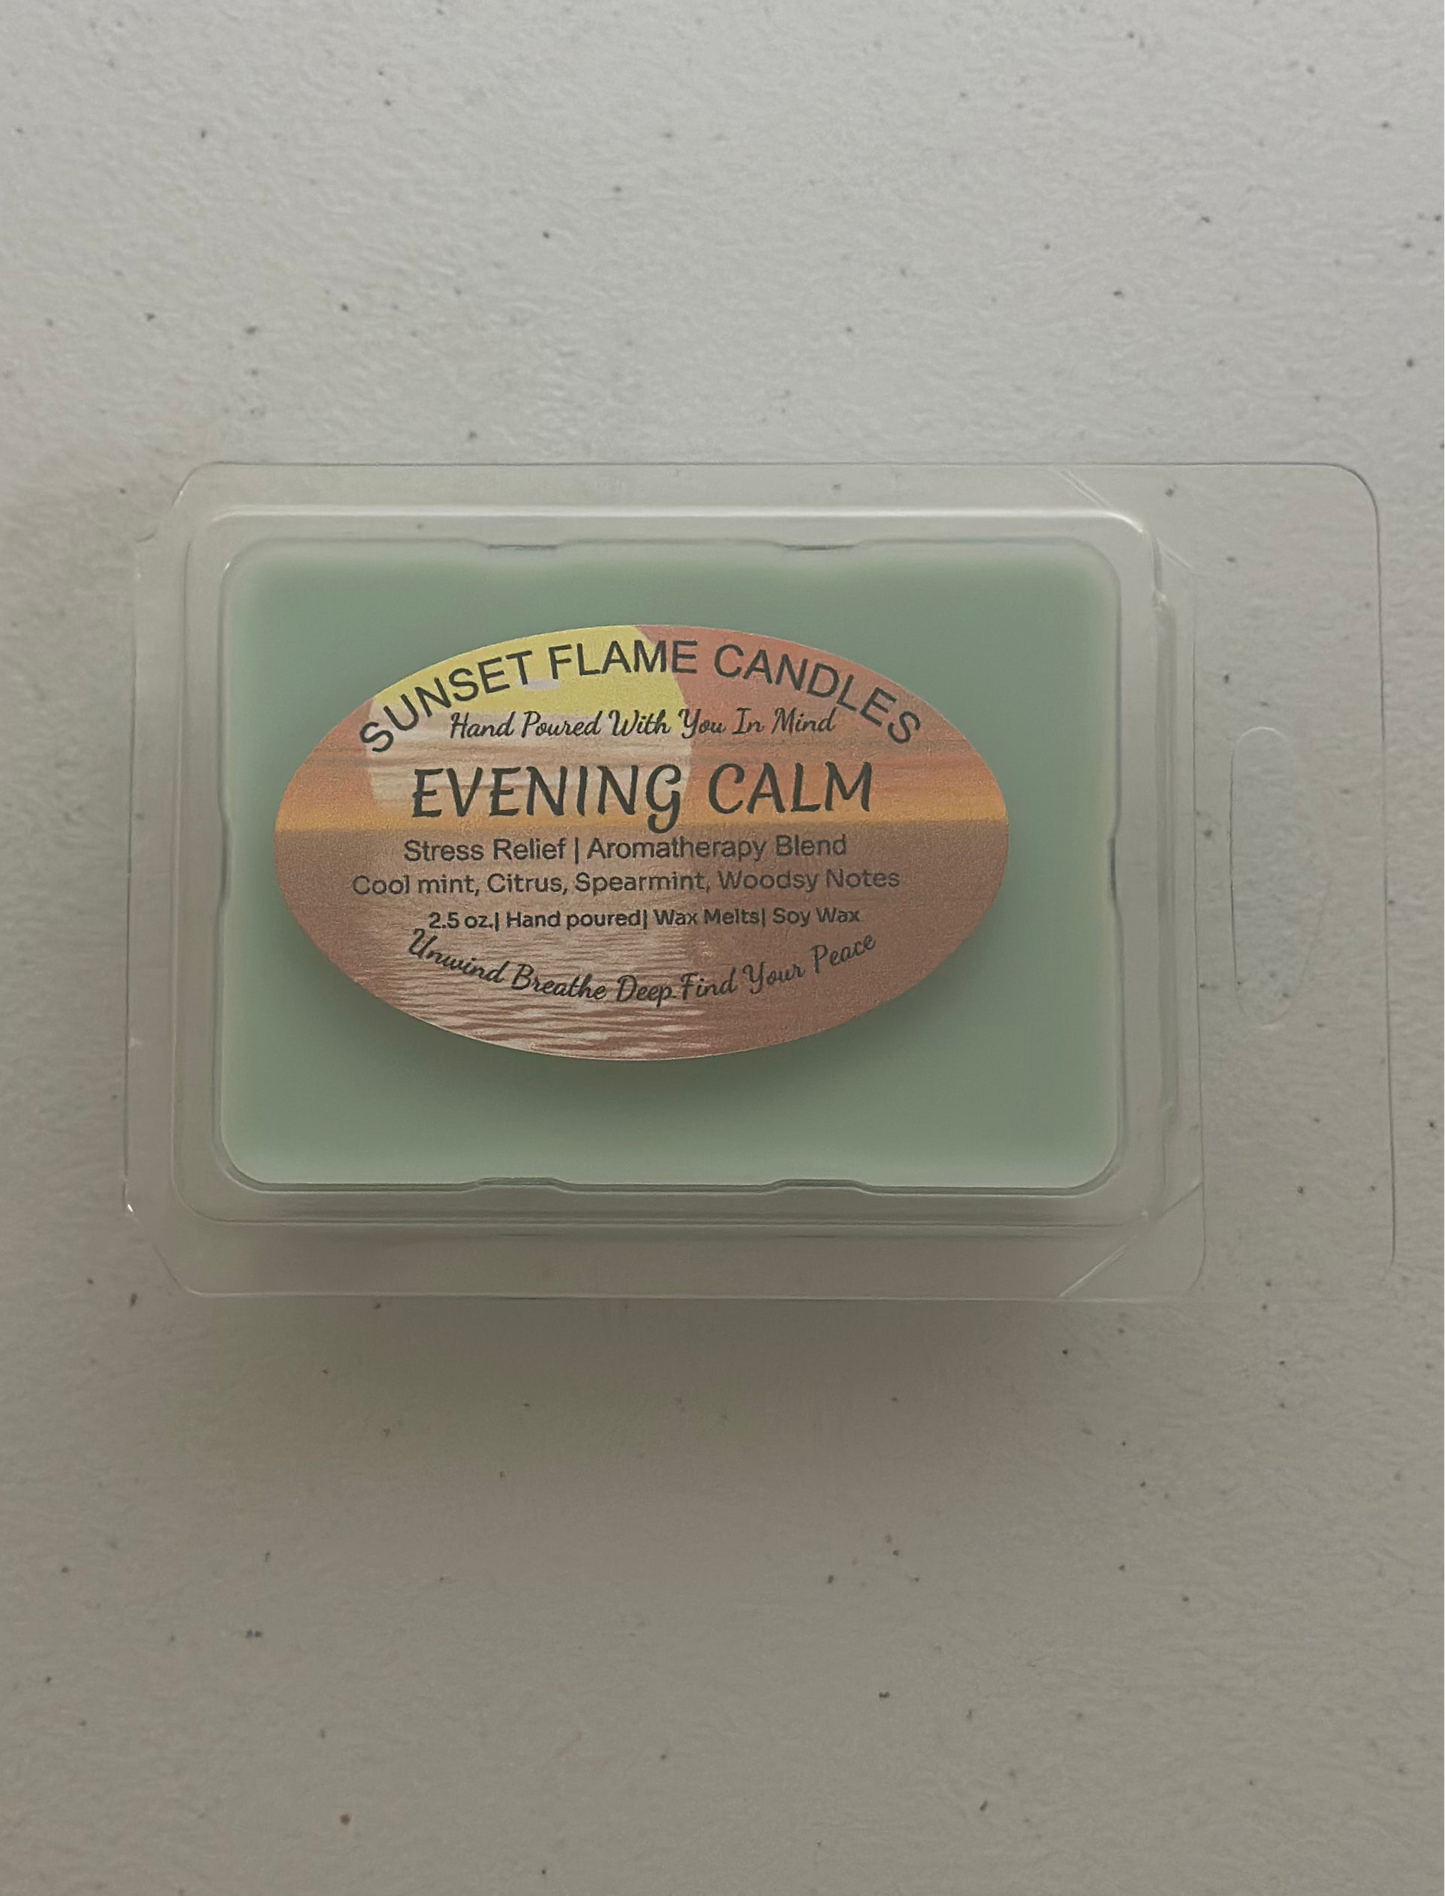 SUNSET FLAME CANDLES
Hand Poured With You In Mind
EVENING CALM
Stress Relief | Aromatherapy Blend
Cool mint, Citrus, Spearmint, Woodsy Notes
2.5 oz.| Hand poured| Wax Melts| Soy Wax
Unwind Breathe Deep.Find Your Peace